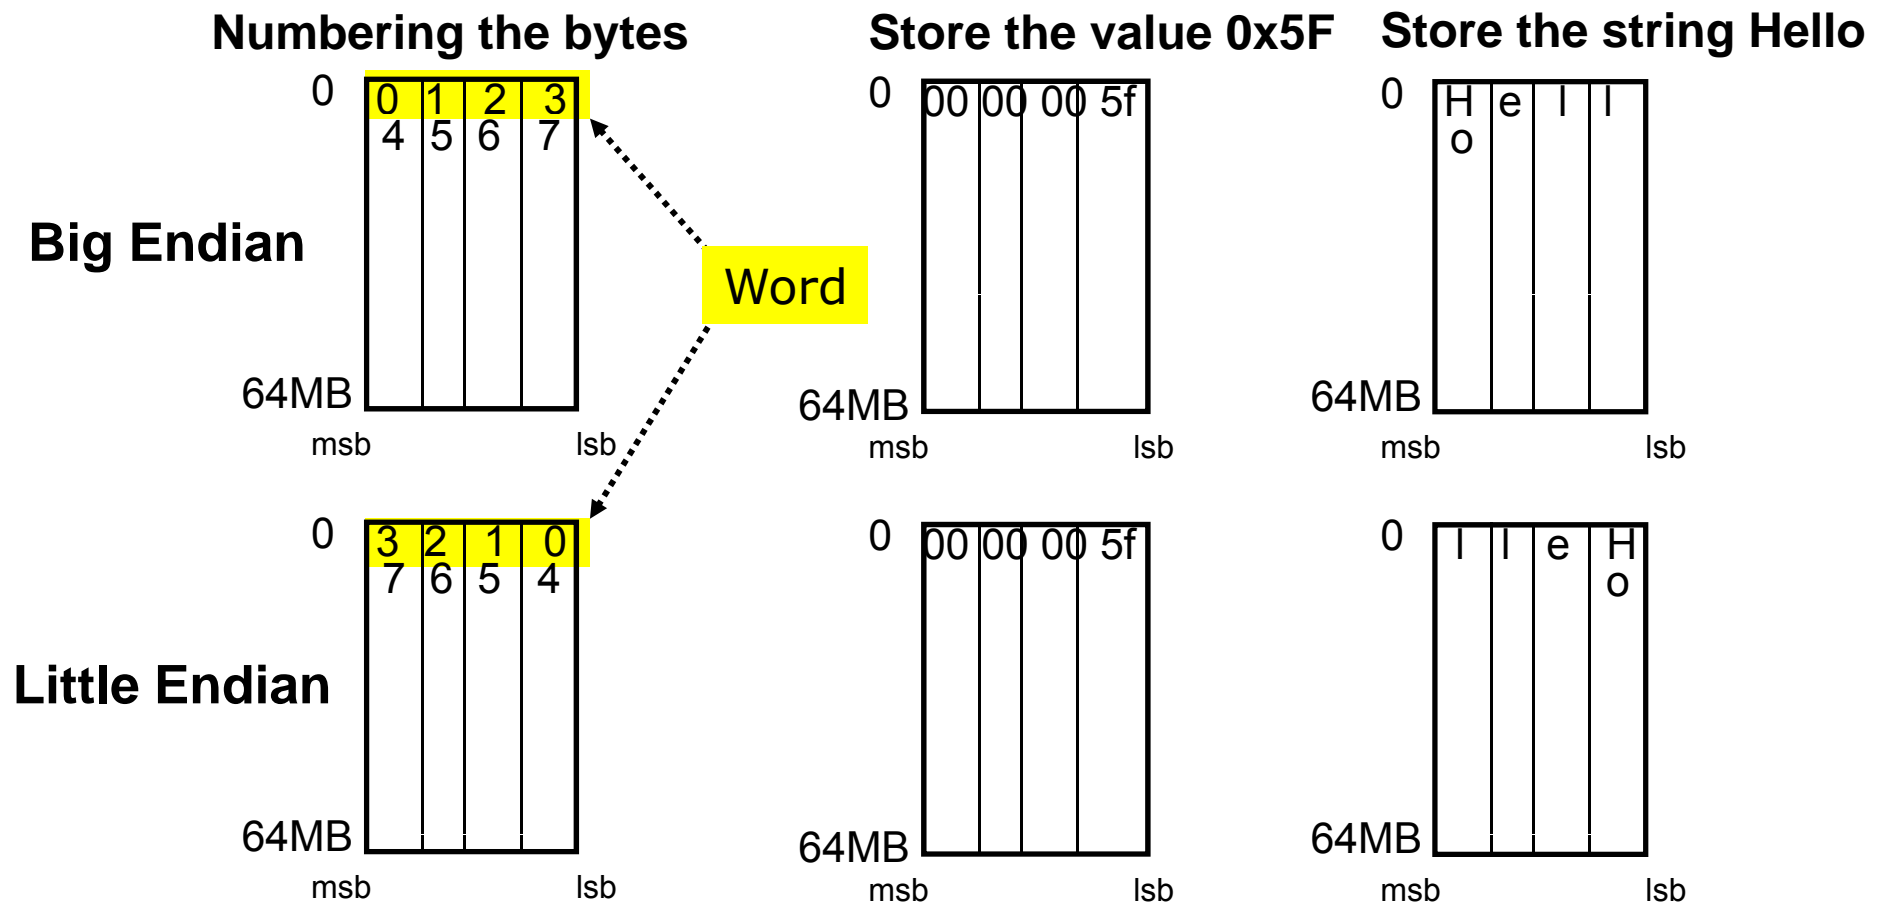 Numbering the bytes
Store the value 0x5F
Store the string Hello
0
0 1 2 3
4 5 6 7
0
00 00 00 5f
0
H e l l
o
Big Endian
Word
64MB
64MB
64MB
msb
lsb
msb
lsb
msb
lsb
0
3 2 1 0
7 6 5 4
0
00 00 00 5f
0
l l e H
o
Little Endian
64MB
64MB
64MB
msb
lsb
msb
lsb
msb
lsb